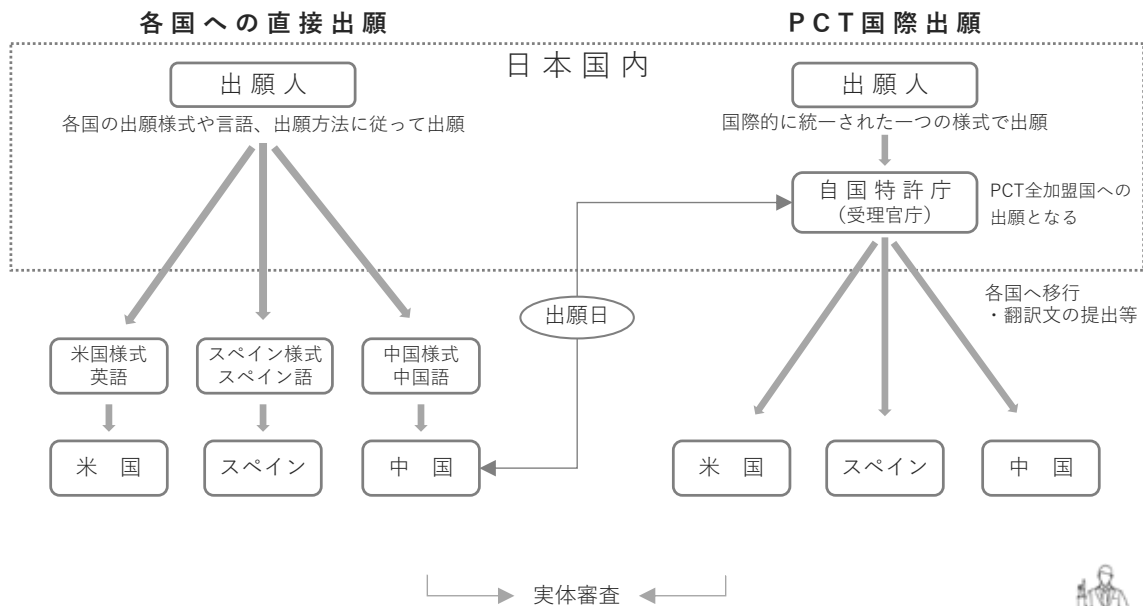 各国への直接出願
PCT国際出願
日本国内
出願人
各国の出願様式や言語、出願方法に従って出願
出願人
国際的に統一された一つの様式で出願
自国特許庁
（受理官庁）
PCT全加盟国への
出願となる
出願日
各国へ移行
・翻訳文の提出等
米国様式
英語
スペイン様式
スペイン語
中国様式
中国語
米 国
スペイン
中 国
米 国
スペイン
中 国
実体審査